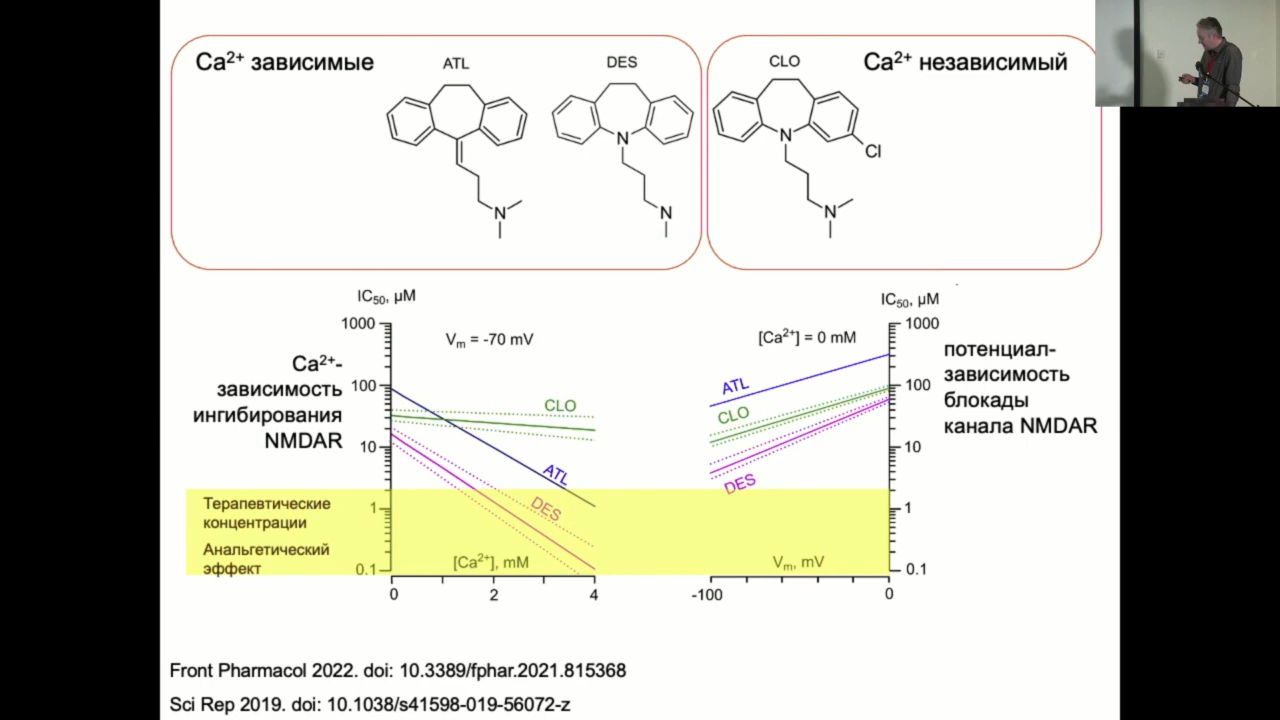 Ca²⁺ зависимые
ATL
DES
CLO
Ca²⁺ независимый
N
N
N
N
N
Cl
IC₅₀, µM
1000
100
10
1
0.1
Vₘ = -70 mV
Ca²⁺-
зависимость
ингибирования
NMDAR
CLO
ATL
DES
[Ca²⁺], mM
0
2
4
Терапевтические
концентрации
Анальгетический
эффект
IC₅₀, µM
1000
100
10
1
0.1
[Ca²⁺] = 0 mM
ATL
CLO
DES
Vₘ, mV
-100
0
потенциал-
зависимость
блокады
канала NMDAR
Front Pharmacol 2022. doi: 10.3389/fphar.2021.815368
Sci Rep 2019. doi: 10.1038/s41598-019-56072-z